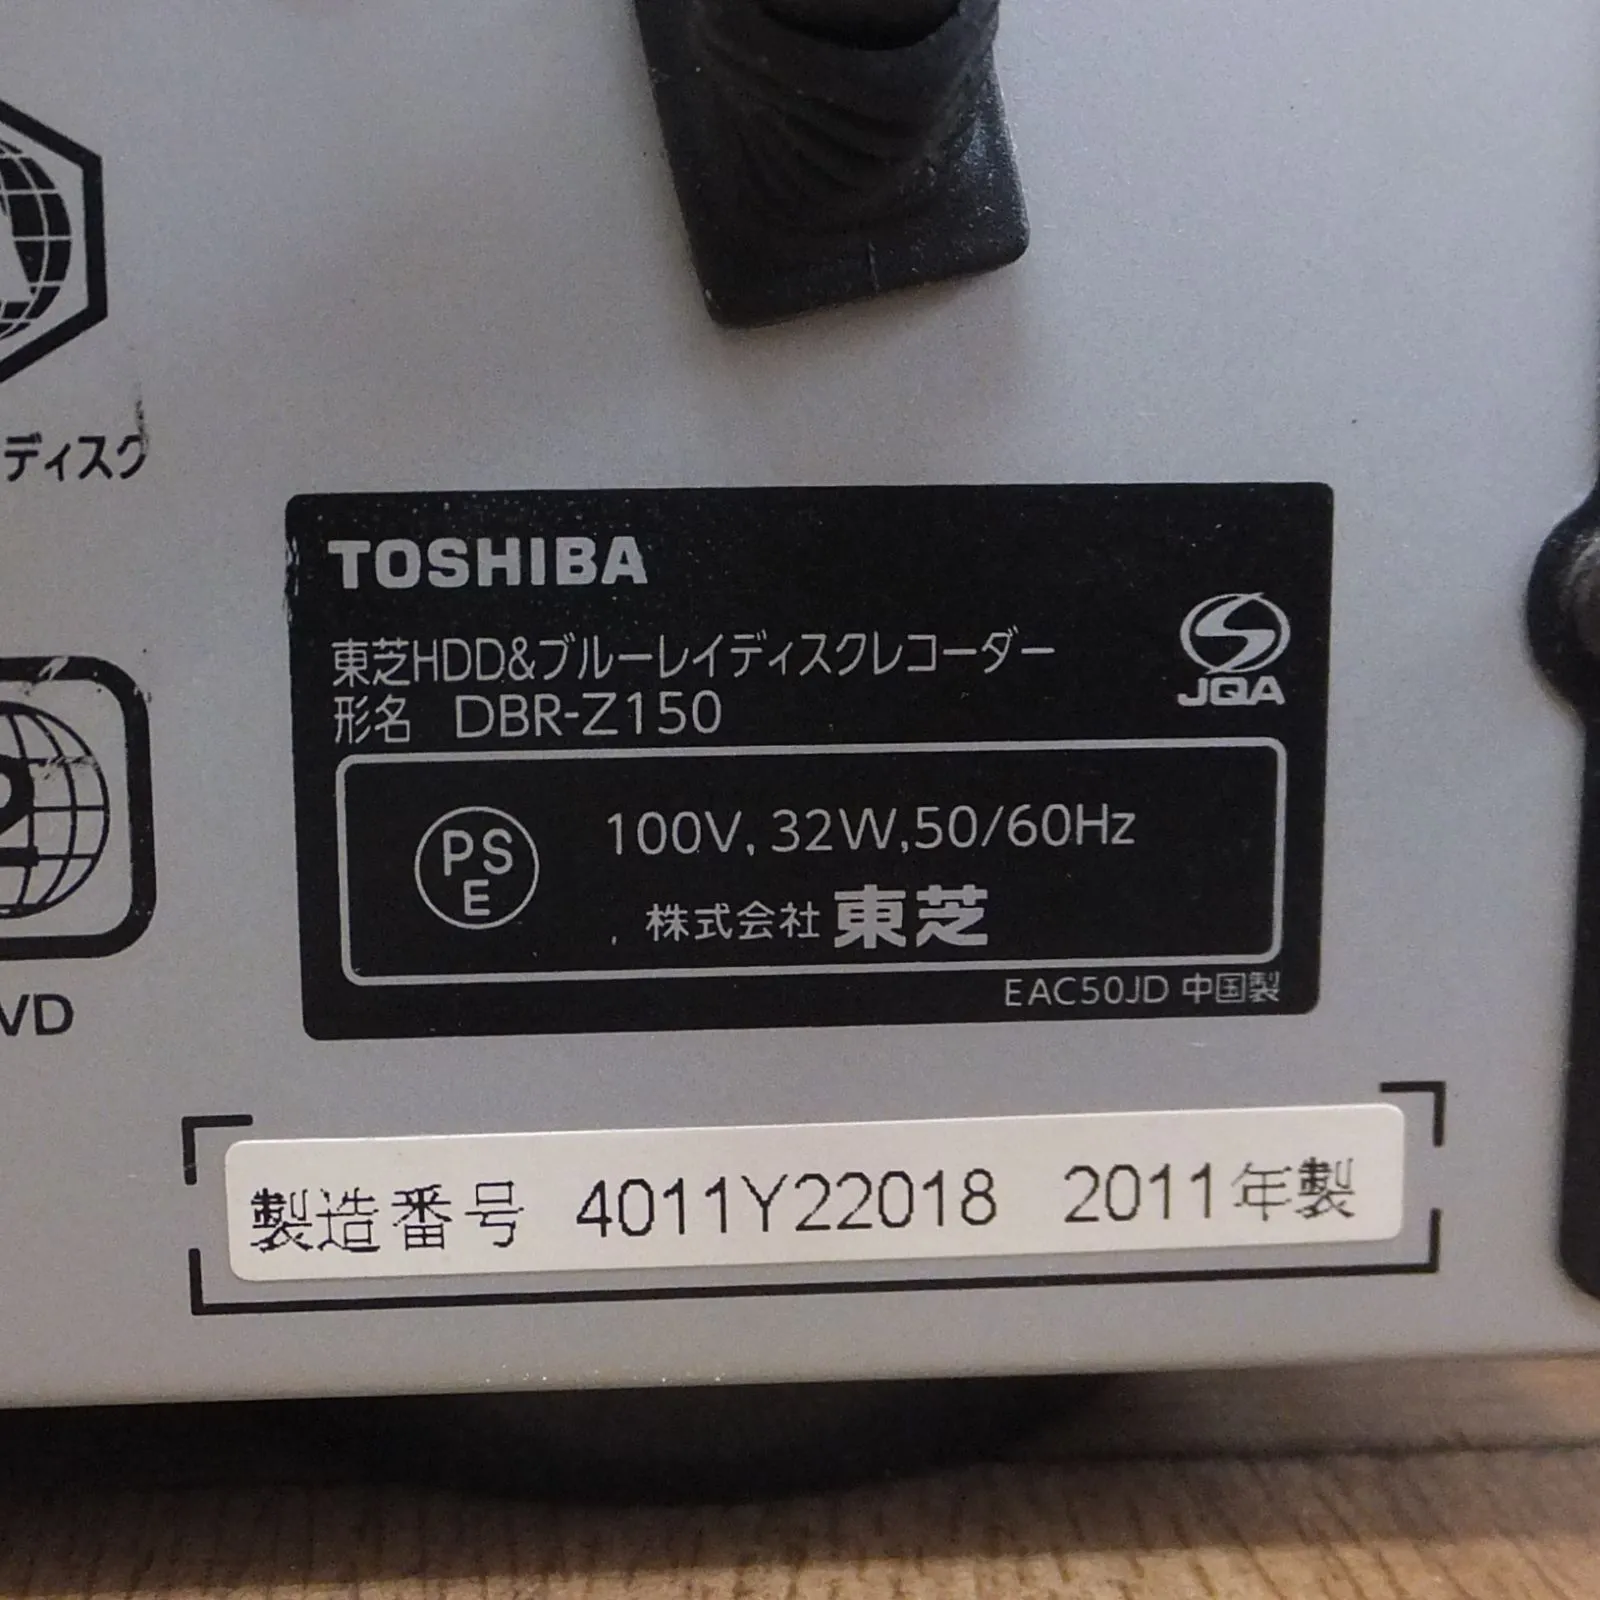 ディスク
TOSHIBA
東芝HDD&ブルーレイディスクレコーダー
形名 DBR-Z150
JQA
PS
E
100V, 32W,50/60Hz
株式会社 東芝
EAC50JD 中国製
2
VD
製造番号 4011Y22018 2011年製